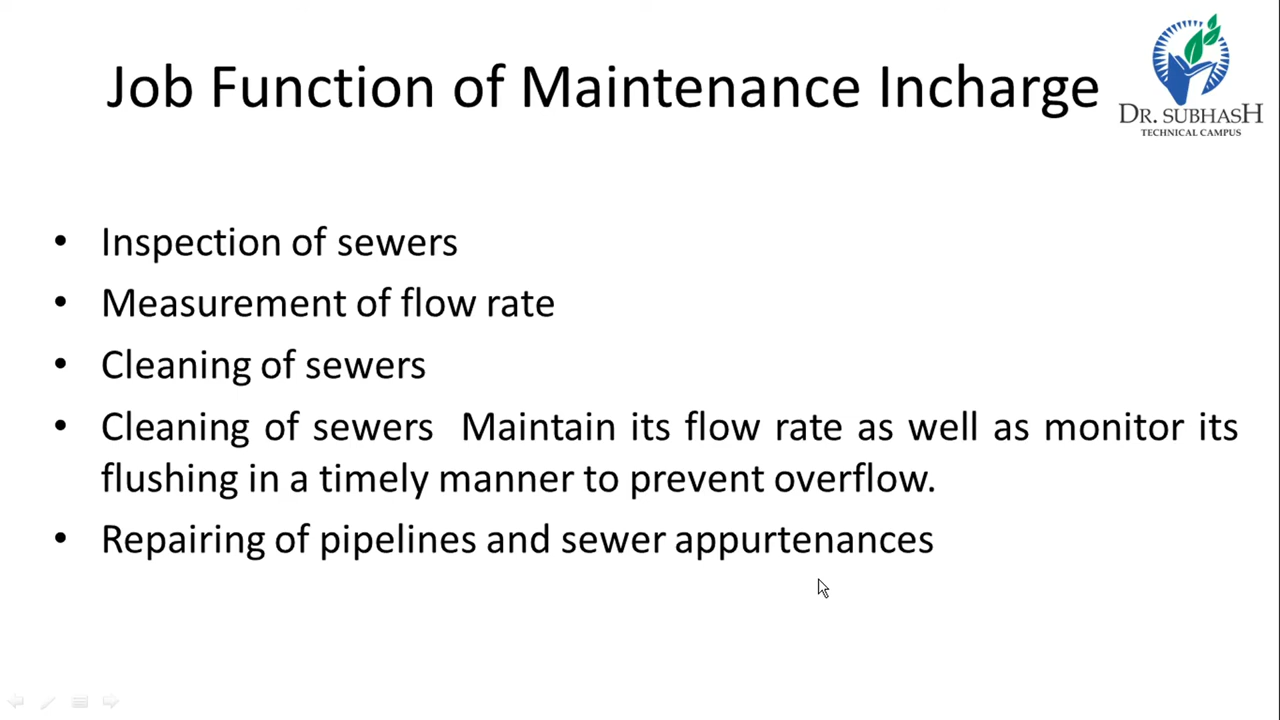 Job Function of Maintenance Incharge
DR. SUBHASH
TECHNICAL CAMPUS
• Inspection of sewers
• Measurement of flow rate
• Cleaning of sewers
• Cleaning of sewers Maintain its flow rate as well as monitor its
flushing in a timely manner to prevent overflow.
• Repairing of pipelines and sewer appurtenances